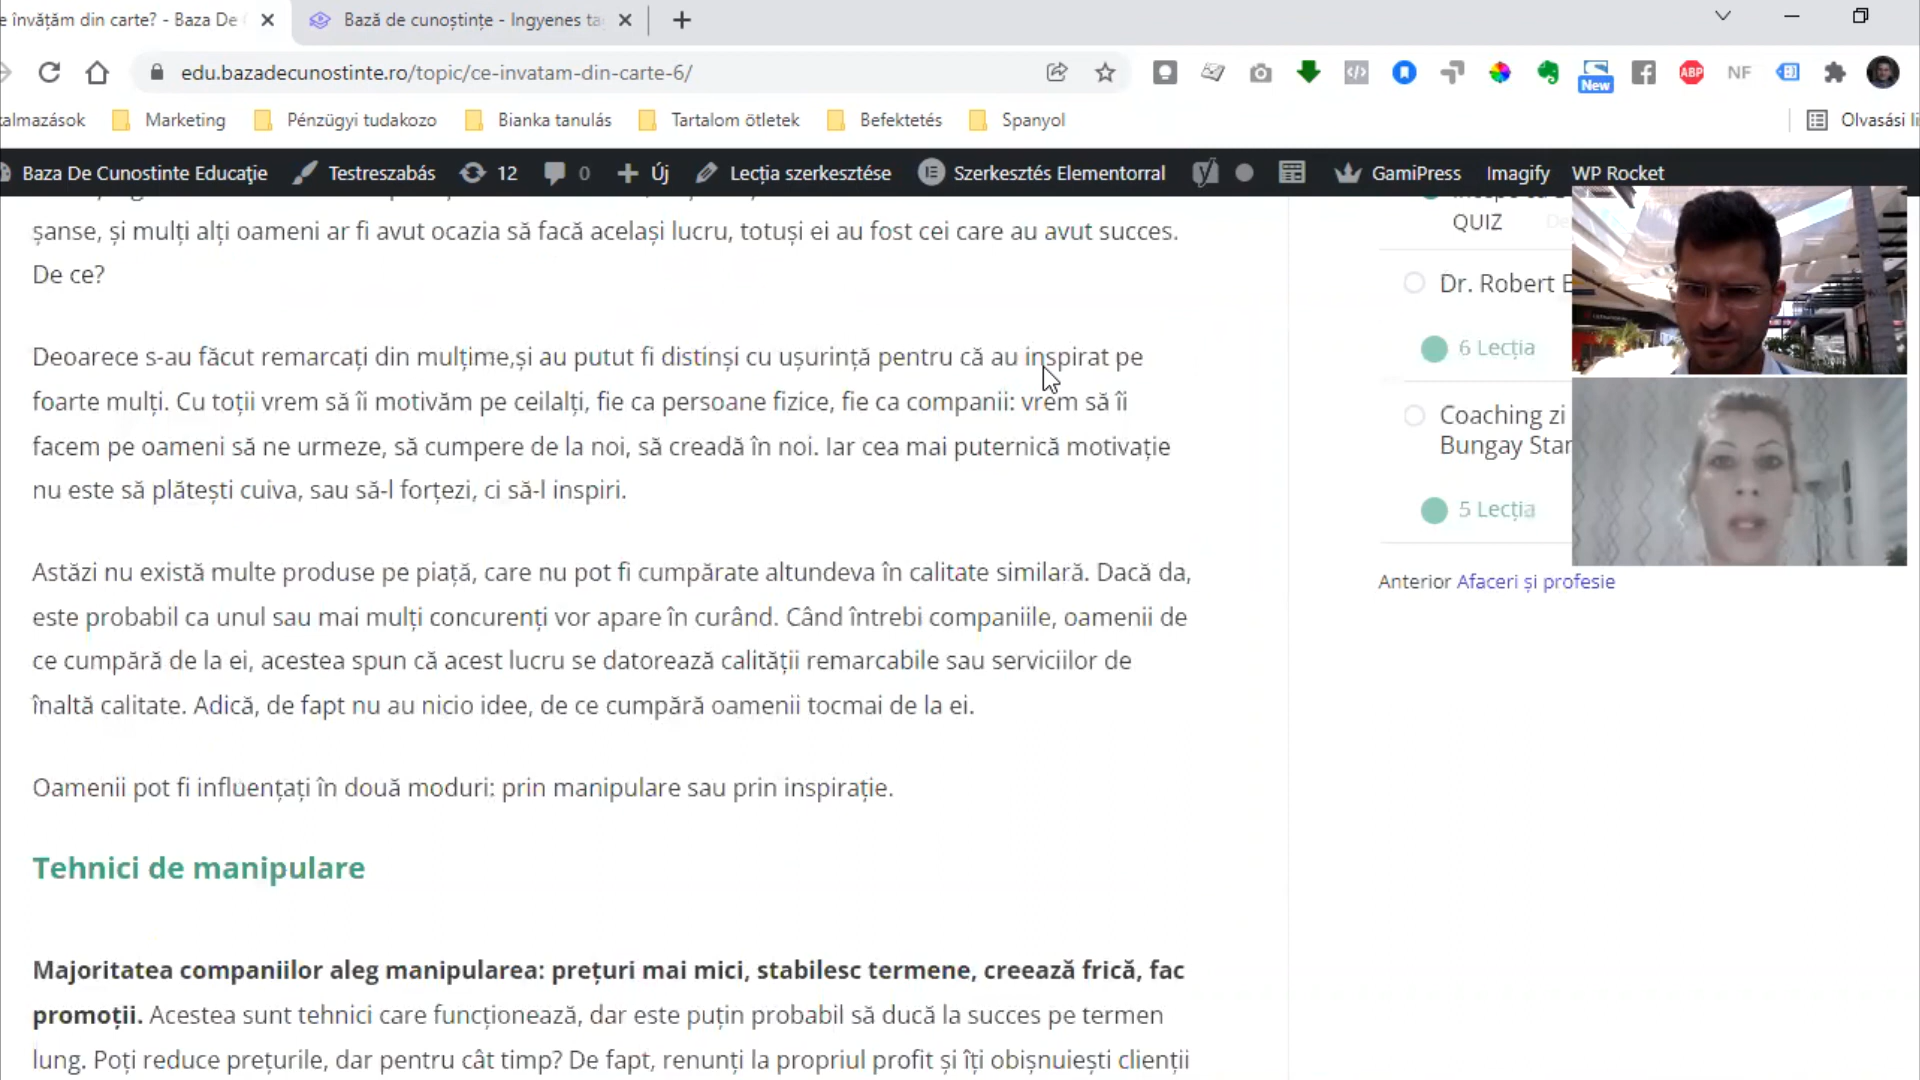 e învățăm din carte? - Baza De
Bază de cunoștințe - Ingyenes ta
edu.bazadecunostinte.ro/topic/ce-invatam-din-carte-6/
ABP
NF
New
kalmazások
Marketing
Pénzügyi tudakozo
Bianka tanulás
Tartalom ötletek
Befektetés
Spanyol
Olvasási li
Baza De Cunostinte Educaţie
Testreszabás
12
0
Új
Lecția szerkesztése
Szerkesztés Elementorral
GamiPress
Imagify
WP Rocket
șanse, și mulți alți oameni ar fi avut ocazia să facă același lucru, totuși ei au fost cei care au avut succes.
De ce?
Deoarece s-au făcut remarcați din mulțime,și au putut fi distinși cu ușurință pentru că au inspirat pe
foarte mulți. Cu toții vrem să îi motivăm pe ceilalți, fie ca persoane fizice, fie ca companii: vrem să îi
facem pe oameni să ne urmeze, să cumpere de la noi, să creadă în noi. Iar cea mai puternică motivație
nu este să plătești cuiva, sau să-l forțezi, ci să-l inspiri.
Astăzi nu există multe produse pe piață, care nu pot fi cumpărate altundeva în calitate similară. Dacă da,
este probabil ca unul sau mai mulți concurenți vor apare în curând. Când întrebi companiile, oamenii de
ce cumpără de la ei, acestea spun că acest lucru se datorează calității remarcabile sau serviciilor de
înaltă calitate. Adică, de fapt nu au nicio idee, de ce cumpără oamenii tocmai de la ei.
Oamenii pot fi influențați în două moduri: prin manipulare sau prin inspirație.
Tehnici de manipulare
Majoritatea companiilor aleg manipularea: prețuri mai mici, stabilesc termene, creează frică, fac
promoții. Acestea sunt tehnici care funcționează, dar este puțin probabil să ducă la succes pe termen
lung. Poți reduce prețurile, dar pentru cât timp? De fapt, renunți la propriul profit și îți obișnuiești clienții
QUIZ
Dr. Robert
6 Lecția
Coaching zi
Bungay Star
5 Lecția
Anterior Afaceri și profesie